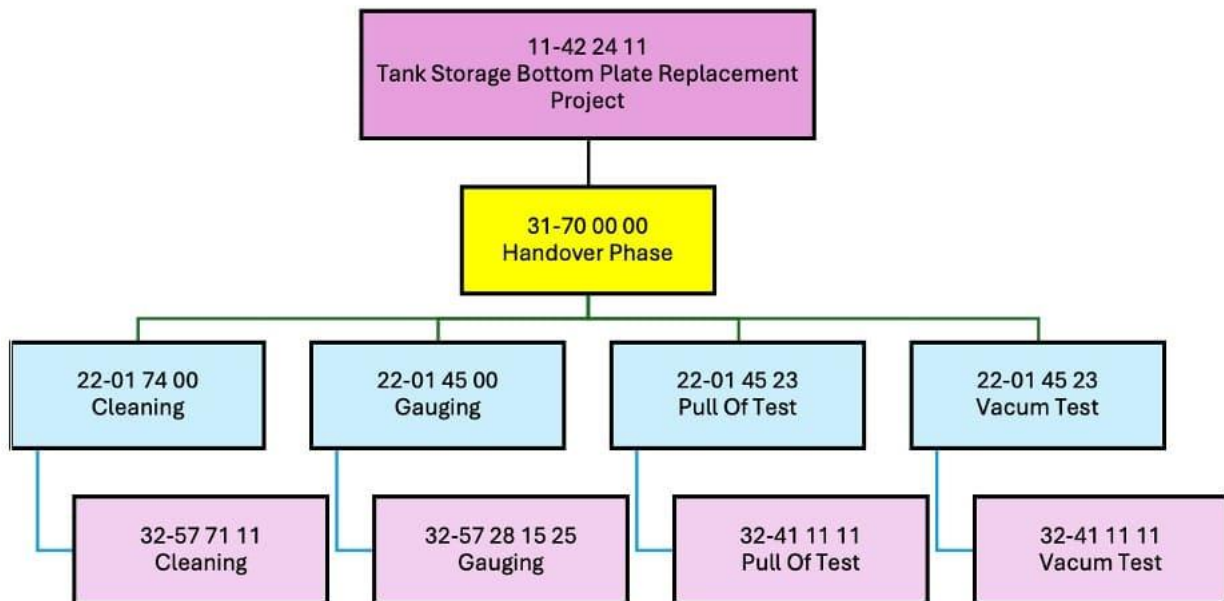 11-42 24 11
Tank Storage Bottom Plate Replacement
Project
31-70 00 00
Handover Phase
22-01 74 00
Cleaning
22-01 45 00
Gauging
22-01 45 23
Pull Of Test
22-01 45 23
Vacum Test
32-57 71 11
Cleaning
32-57 28 15 25
Gauging
32-41 11 11
Pull Of Test
32-41 11 11
Vacum Test